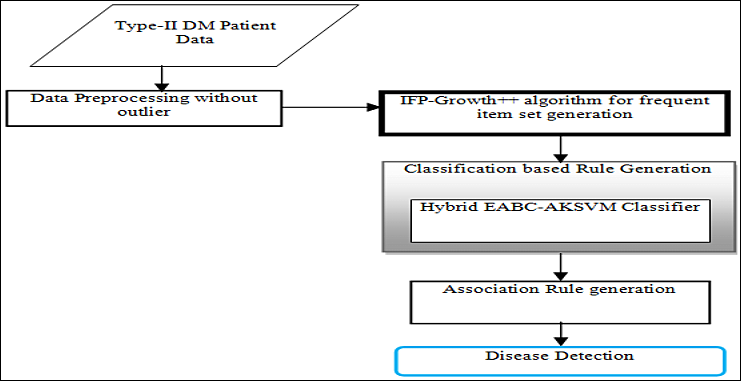 Type-II DM Patient
Data
Data Preprocessing without
outlier
IFP-Growth++ algorithm for frequent
item set generation
Classification based Rule Generation
Hybrid EABC-AKSVM Classifier
Association Rule generation
Disease Detection